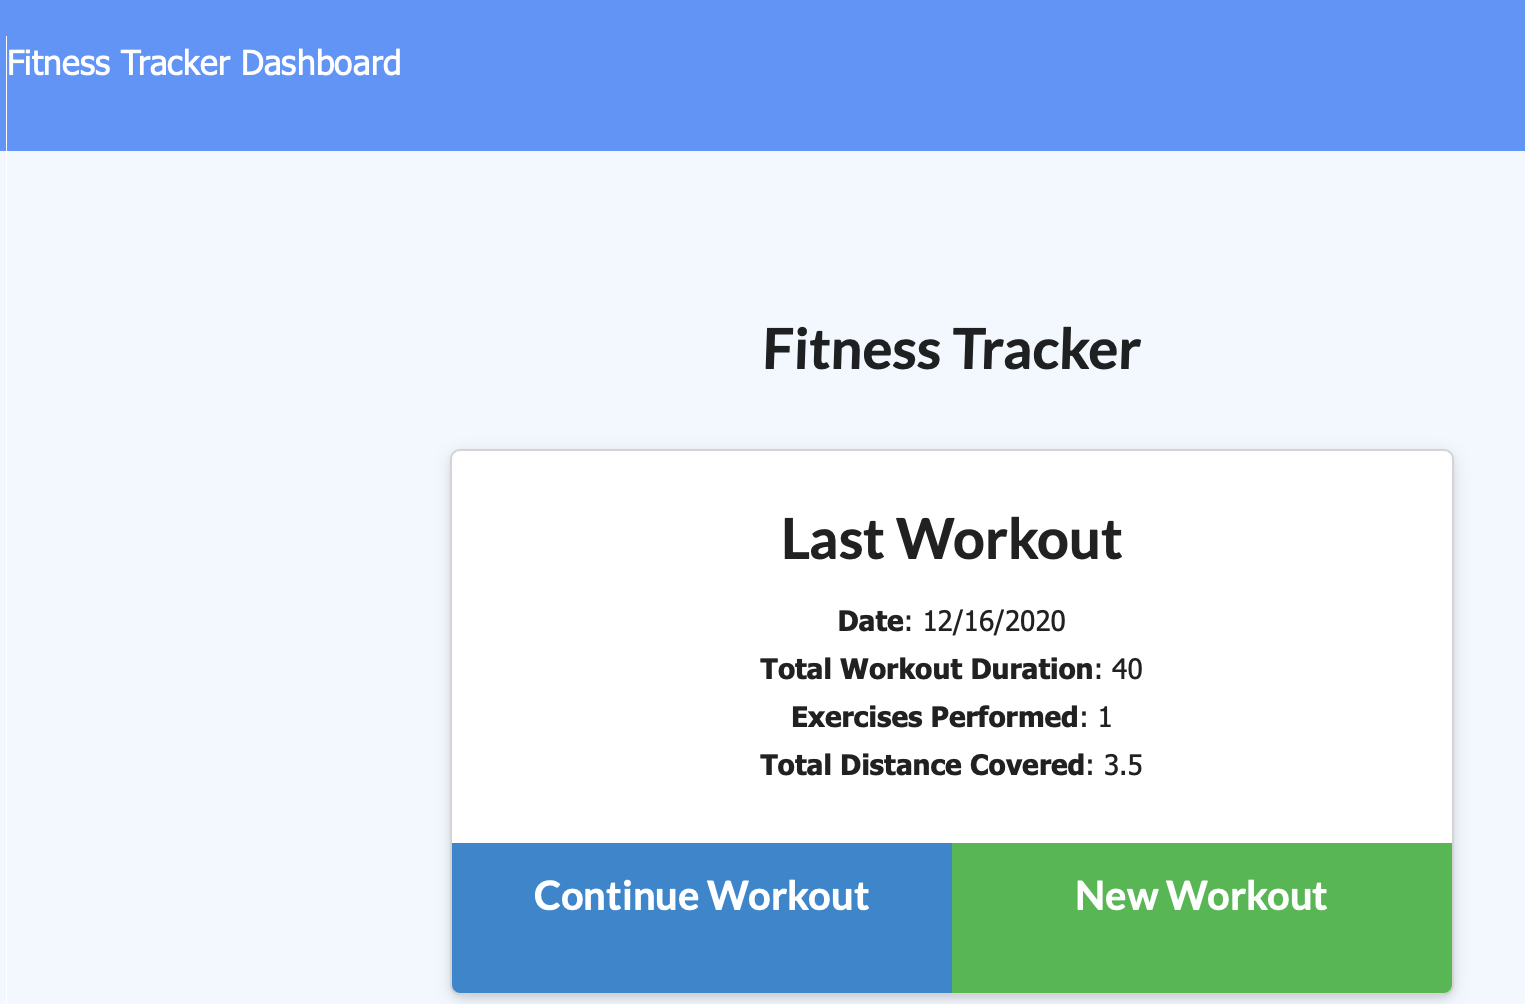 Fitness Tracker Dashboard
Fitness Tracker
Last Workout
Date: 12/16/2020
Total Workout Duration: 40
Exercises Performed: 1
Total Distance Covered: 3.5
Continue Workout
New Workout